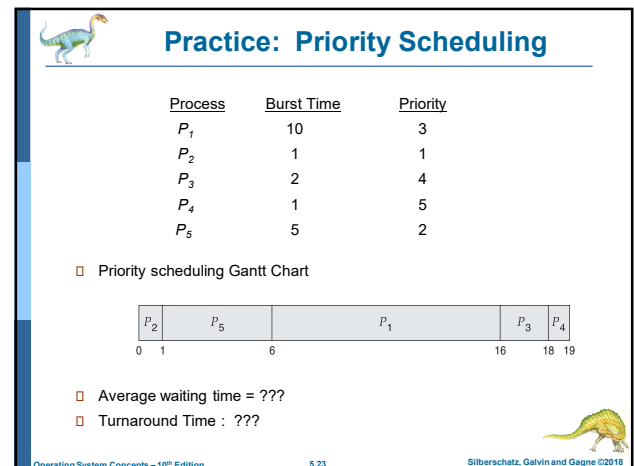 Practice: Priority Scheduling
Process Burst Time Priority
P1 10 3
P2 1 1
P3 2 4
P4 1 5
P5 5 2
Priority scheduling Gantt Chart
P2 P5 P1 P3 P4
0 1 6 16 18 19
Average waiting time = ???
Turnaround Time : ???
Operating System Concepts – 10th Edition 5.23 Silberschatz, Galvin and Gagne ©2018